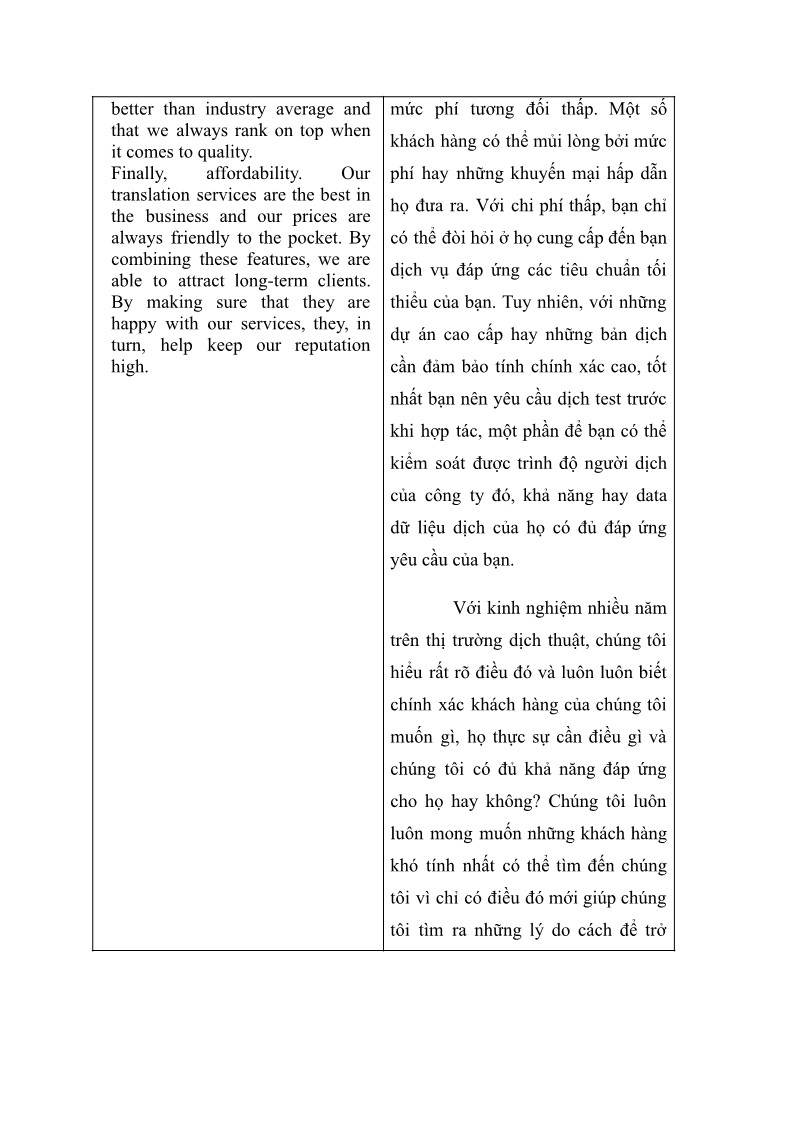 better than industry average and
that we always rank on top when
it comes to quality.
Finally, affordability. Our
translation services are the best in
the business and our prices are
always friendly to the pocket. By
combining these features, we are
able to attract long-term clients.
By making sure that they are
happy with our services, they, in
turn, help keep our reputation
high.
mức phí tương đối thấp. Một số
khách hàng có thể mủi lòng bởi mức
phí hay những khuyến mại hấp dẫn
họ đưa ra. Với chi phí thấp, bạn chỉ
có thể đòi hỏi ở họ cung cấp đến bạn
dịch vụ đáp ứng các tiêu chuẩn tối
thiểu của bạn. Tuy nhiên, với những
dự án cao cấp hay những bản dịch
cần đảm bảo tính chính xác cao, tốt
nhất bạn nên yêu cầu dịch test trước
khi hợp tác, một phần để bạn có thể
kiểm soát được trình độ người dịch
của công ty đó, khả năng hay data
dữ liệu dịch của họ có đủ đáp ứng
yêu cầu của bạn.
Với kinh nghiệm nhiều năm
trên thị trường dịch thuật, chúng tôi
hiểu rất rõ điều đó và luôn luôn biết
chính xác khách hàng của chúng tôi
muốn gì, họ thực sự cần điều gì và
chúng tôi có đủ khả năng đáp ứng
cho họ hay không? Chúng tôi luôn
luôn mong muốn những khách hàng
khó tính nhất có thể tìm đến chúng
tôi vì chỉ có điều đó mới giúp chúng
tôi tìm ra những lý do cách để trở